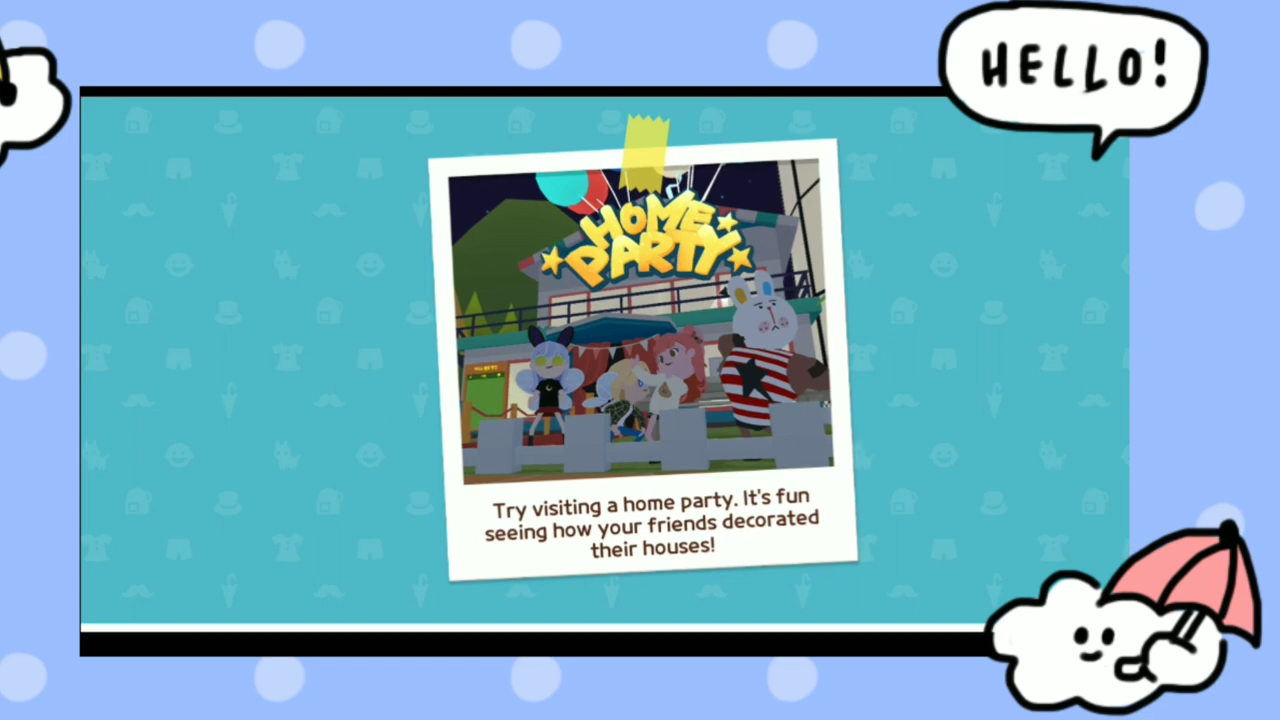 HELLO!
HOME
PARTY
Try visiting a home party. It's fun
seeing how your friends decorated
their houses!